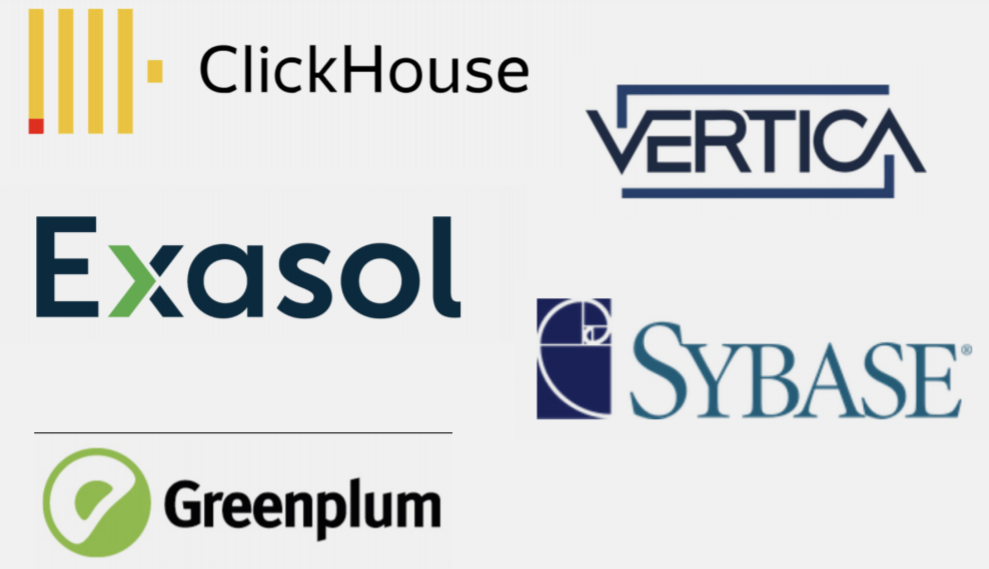 ClickHouse
VERTICA
Exasol
SYBASE®
Greenplum